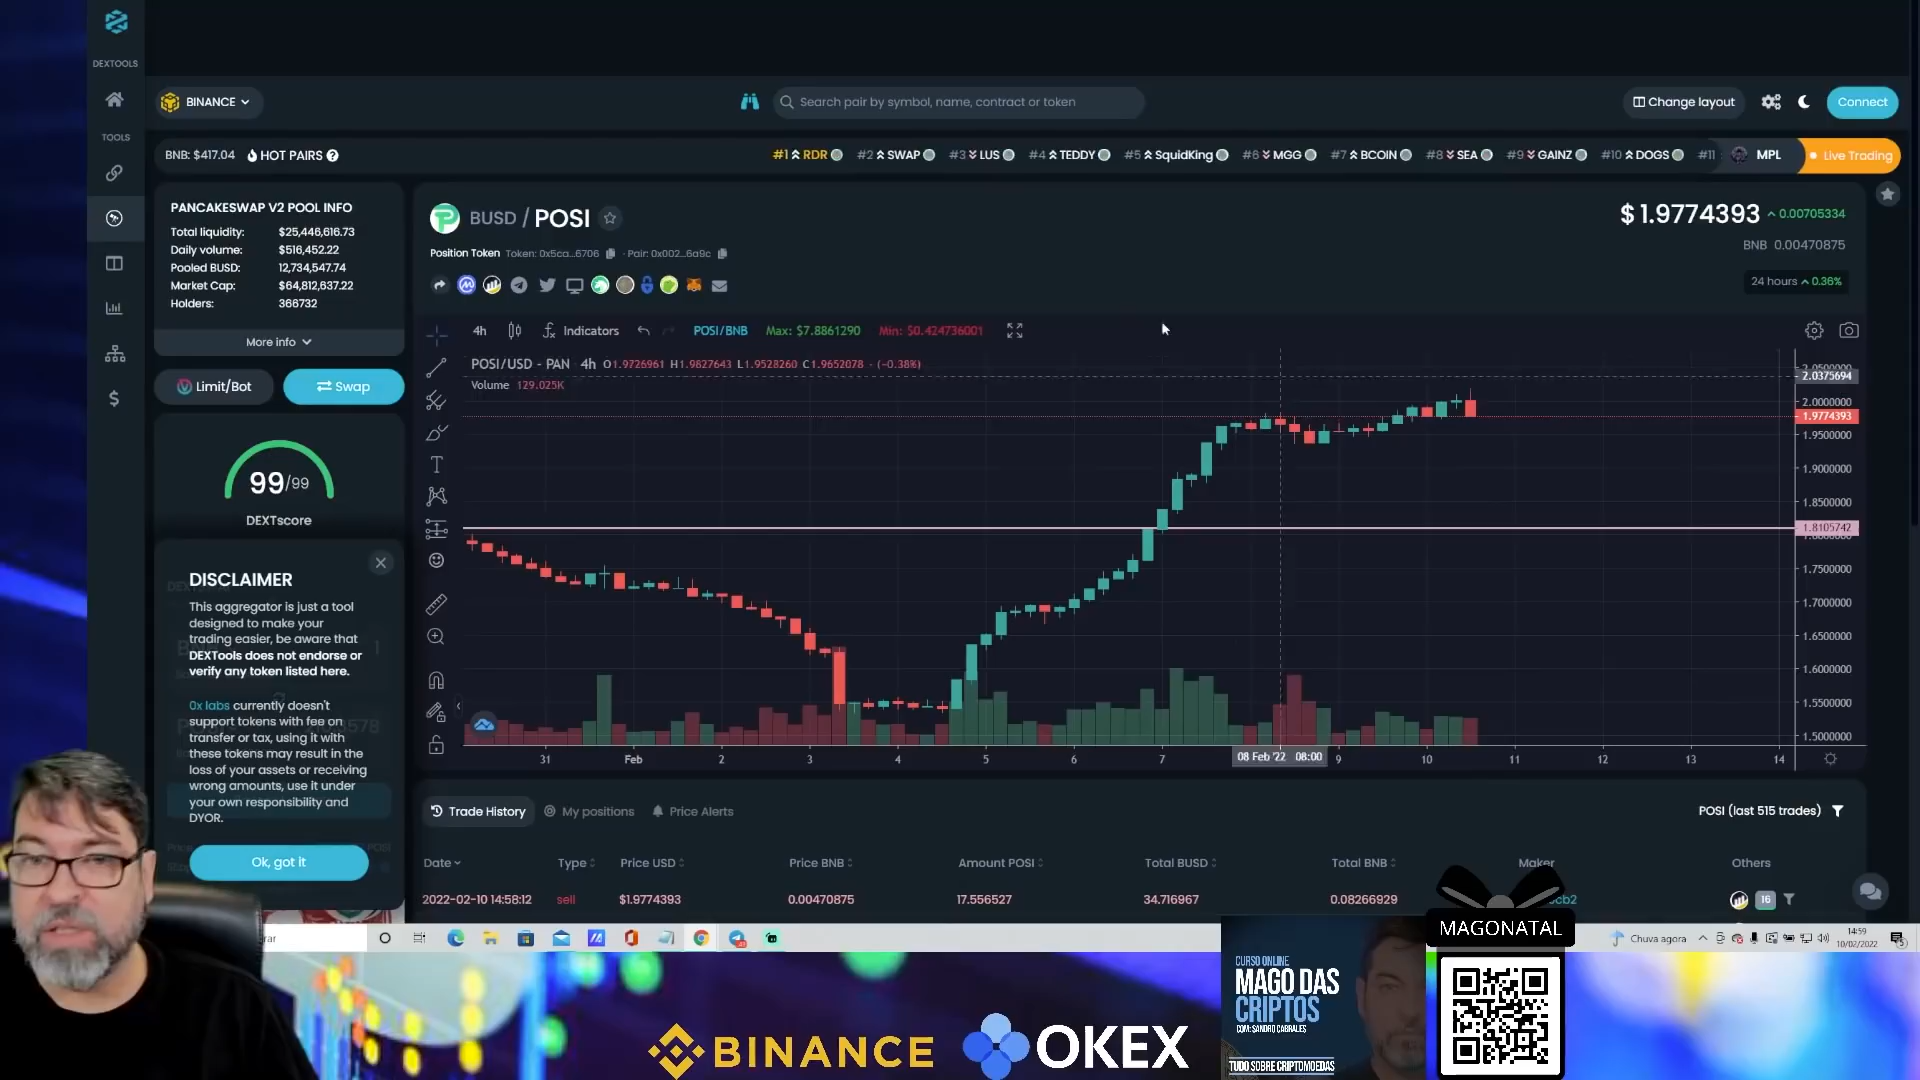 DEXTOOLS
TOOLS
BINANCE
Search pair by symbol, name, contract or token
Change layout
Connect
BNB: $417.04
HOT PAIRS
#1 RDR
#2 SWAP
#3 LUS
#4 TEDDY
#5 SquidKing
#6 MGG
#7 BCOIN
#8 SEA
#9 GAINZ
#10 DOGS
#11
MPL
Live Trading
PANCAKESWAP V2 POOL INFO
Total liquidity: $25,446,616.73
Daily volume: $516,452.22
Pooled BUSD: 12,734,547.74
Market Cap: $64,812,637.22
Holders: 366732
More info
Limit/Bot
Swap
99/99
DEXTscore
DISCLAIMER
This aggregator is just a tool
designed to make your
trading easier, be aware that
DEXTools does not endorse or
verify any token listed here.
0x labs currently doesn't
support tokens with fee on
transfer or tax, using it with
these tokens may result in the
loss of your assets or receiving
wrong amounts, use it under
your own responsibility and
DYOR.
Ok, got it
BUSD / POSI
Position Token Token: 0x5ca...6706 - Pair: 0x002...6a9c
$ 1.9774393
0.00705334
BNB 0.00470875
24 hours 0.36%
4h
Indicators
POSI/BNB
Max: $7.8861290
Min: $0.424736001
POSI/USD - PAN 4h O1.9726961 H1.9827643 L1.9528260 C1.9652078 - (-0.38%)
Volume 129.025K
2.0375694
2.0000000
1.9774393
1.9500000
1.9000000
1.8500000
1.8105742
1.7500000
1.7000000
1.6500000
1.6000000
1.5500000
1.5000000
31 Feb 2 3 4 5 6 7 08 Feb '22 08:00 9 10 11 12 13 14
Trade History
My positions
Price Alerts
POSI (last 515 trades)
Date Type Price USD Price BNB Amount POSI Total BUSD Total BNB Maker Others
2022-02-10 14:58:12 sell $1.9774393 0.00470875 17.556527 34.716967 0.08266929 cb2 16
rar
Chuva agora
14:59
10/02/2022
MAGONATAL
CURSO ONLINE
MAGO DAS
CRIPTOS
COM: SANDRO CABRALES
TUDO SOBRE CRIPTOMOEDAS
BINANCE
OKEX